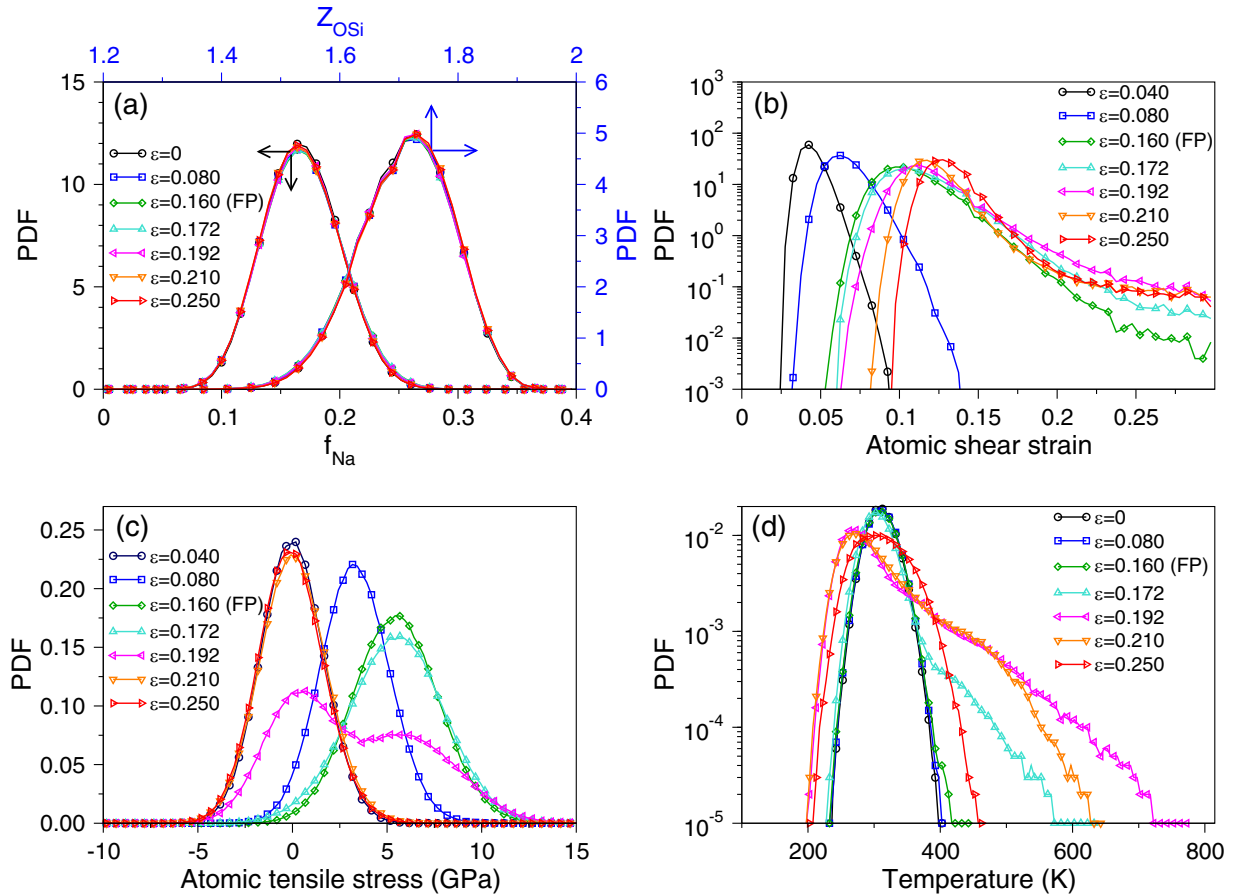 Z_OSi
1.2 1.4 1.6 1.8 2
15
10
5
0
PDF
(a)
ε=0
ε=0.080
ε=0.160 (FP)
ε=0.172
ε=0.192
ε=0.210
ε=0.250
6
5
4
3
2
1
0
PDF
0 0.1 0.2 0.3 0.4
f_Na
10^3
10^2
10^1
10^0
10^-1
10^-2
10^-3
PDF
(b)
ε=0.040
ε=0.080
ε=0.160 (FP)
ε=0.172
ε=0.192
ε=0.210
ε=0.250
0 0.05 0.1 0.15 0.2 0.25
Atomic shear strain
0.25
0.20
0.15
0.10
0.05
0.00
PDF
(c)
ε=0.040
ε=0.080
ε=0.160 (FP)
ε=0.172
ε=0.192
ε=0.210
ε=0.250
-10 -5 0 5 10 15
Atomic tensile stress (GPa)
10^-2
10^-3
10^-4
10^-5
PDF
(d)
ε=0
ε=0.080
ε=0.160 (FP)
ε=0.172
ε=0.192
ε=0.210
ε=0.250
200 400 600 800
Temperature (K)